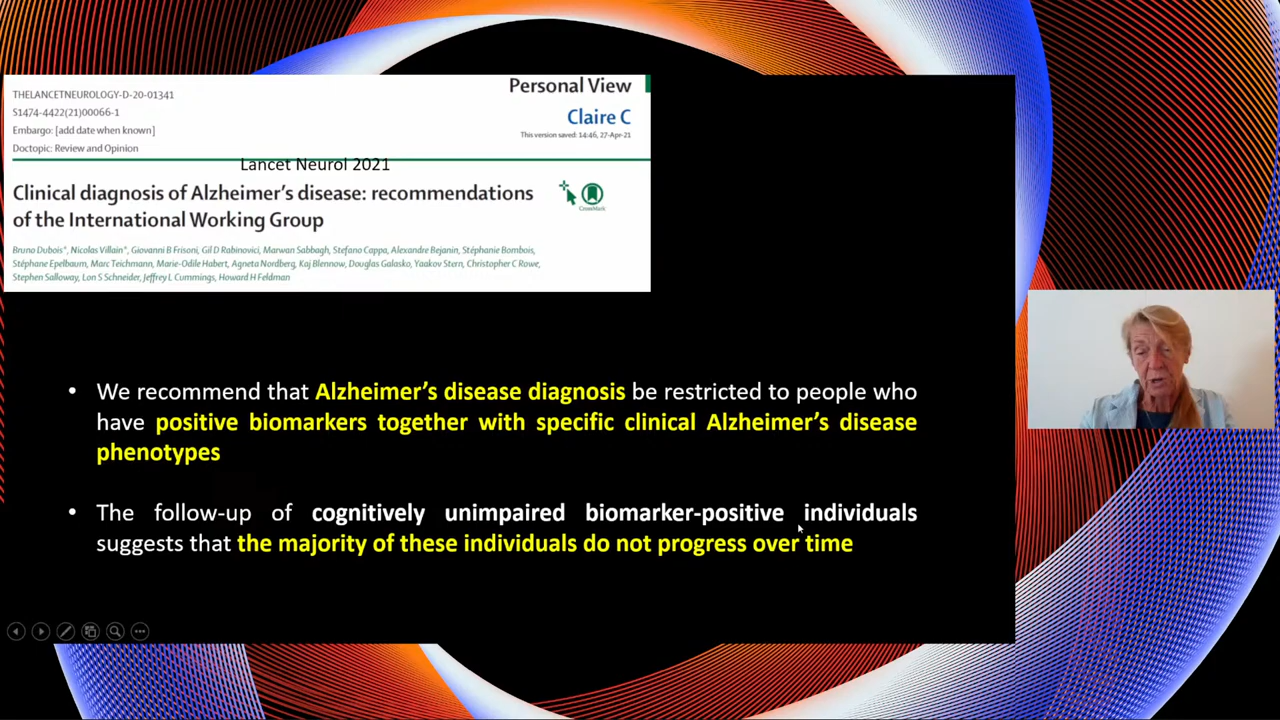 THELANCETNEUROLOGY-D-20-01341
S1474-4422(21)00066-1
Embargo: [add date when known]
Doctopic: Review and Opinion
Personal View
Claire C
This version saved: 14:46, 27-Apr-21
Lancet Neurol 2021
Clinical diagnosis of Alzheimer's disease: recommendations
of the International Working Group
CrossMark
Bruno Dubois*, Nicolas Villain*, Giovanni B Frisoni, Gil D Rabinovici, Marwan Sabbagh, Stefano Cappa, Alexandre Bejanin, Stéphanie Bombois,
Stéphane Epelbaum, Marc Teichmann, Marie-Odile Habert, Agneta Nordberg, Kaj Blennow, Douglas Galasko, Yaakov Stern, Christopher C Rowe,
Stephen Salloway, Lon S Schneider, Jeffrey L Cummings, Howard H Feldman
• We recommend that Alzheimer's disease diagnosis be restricted to people who
have positive biomarkers together with specific clinical Alzheimer's disease
phenotypes
• The follow-up of cognitively unimpaired biomarker-positive individuals
suggests that the majority of these individuals do not progress over time